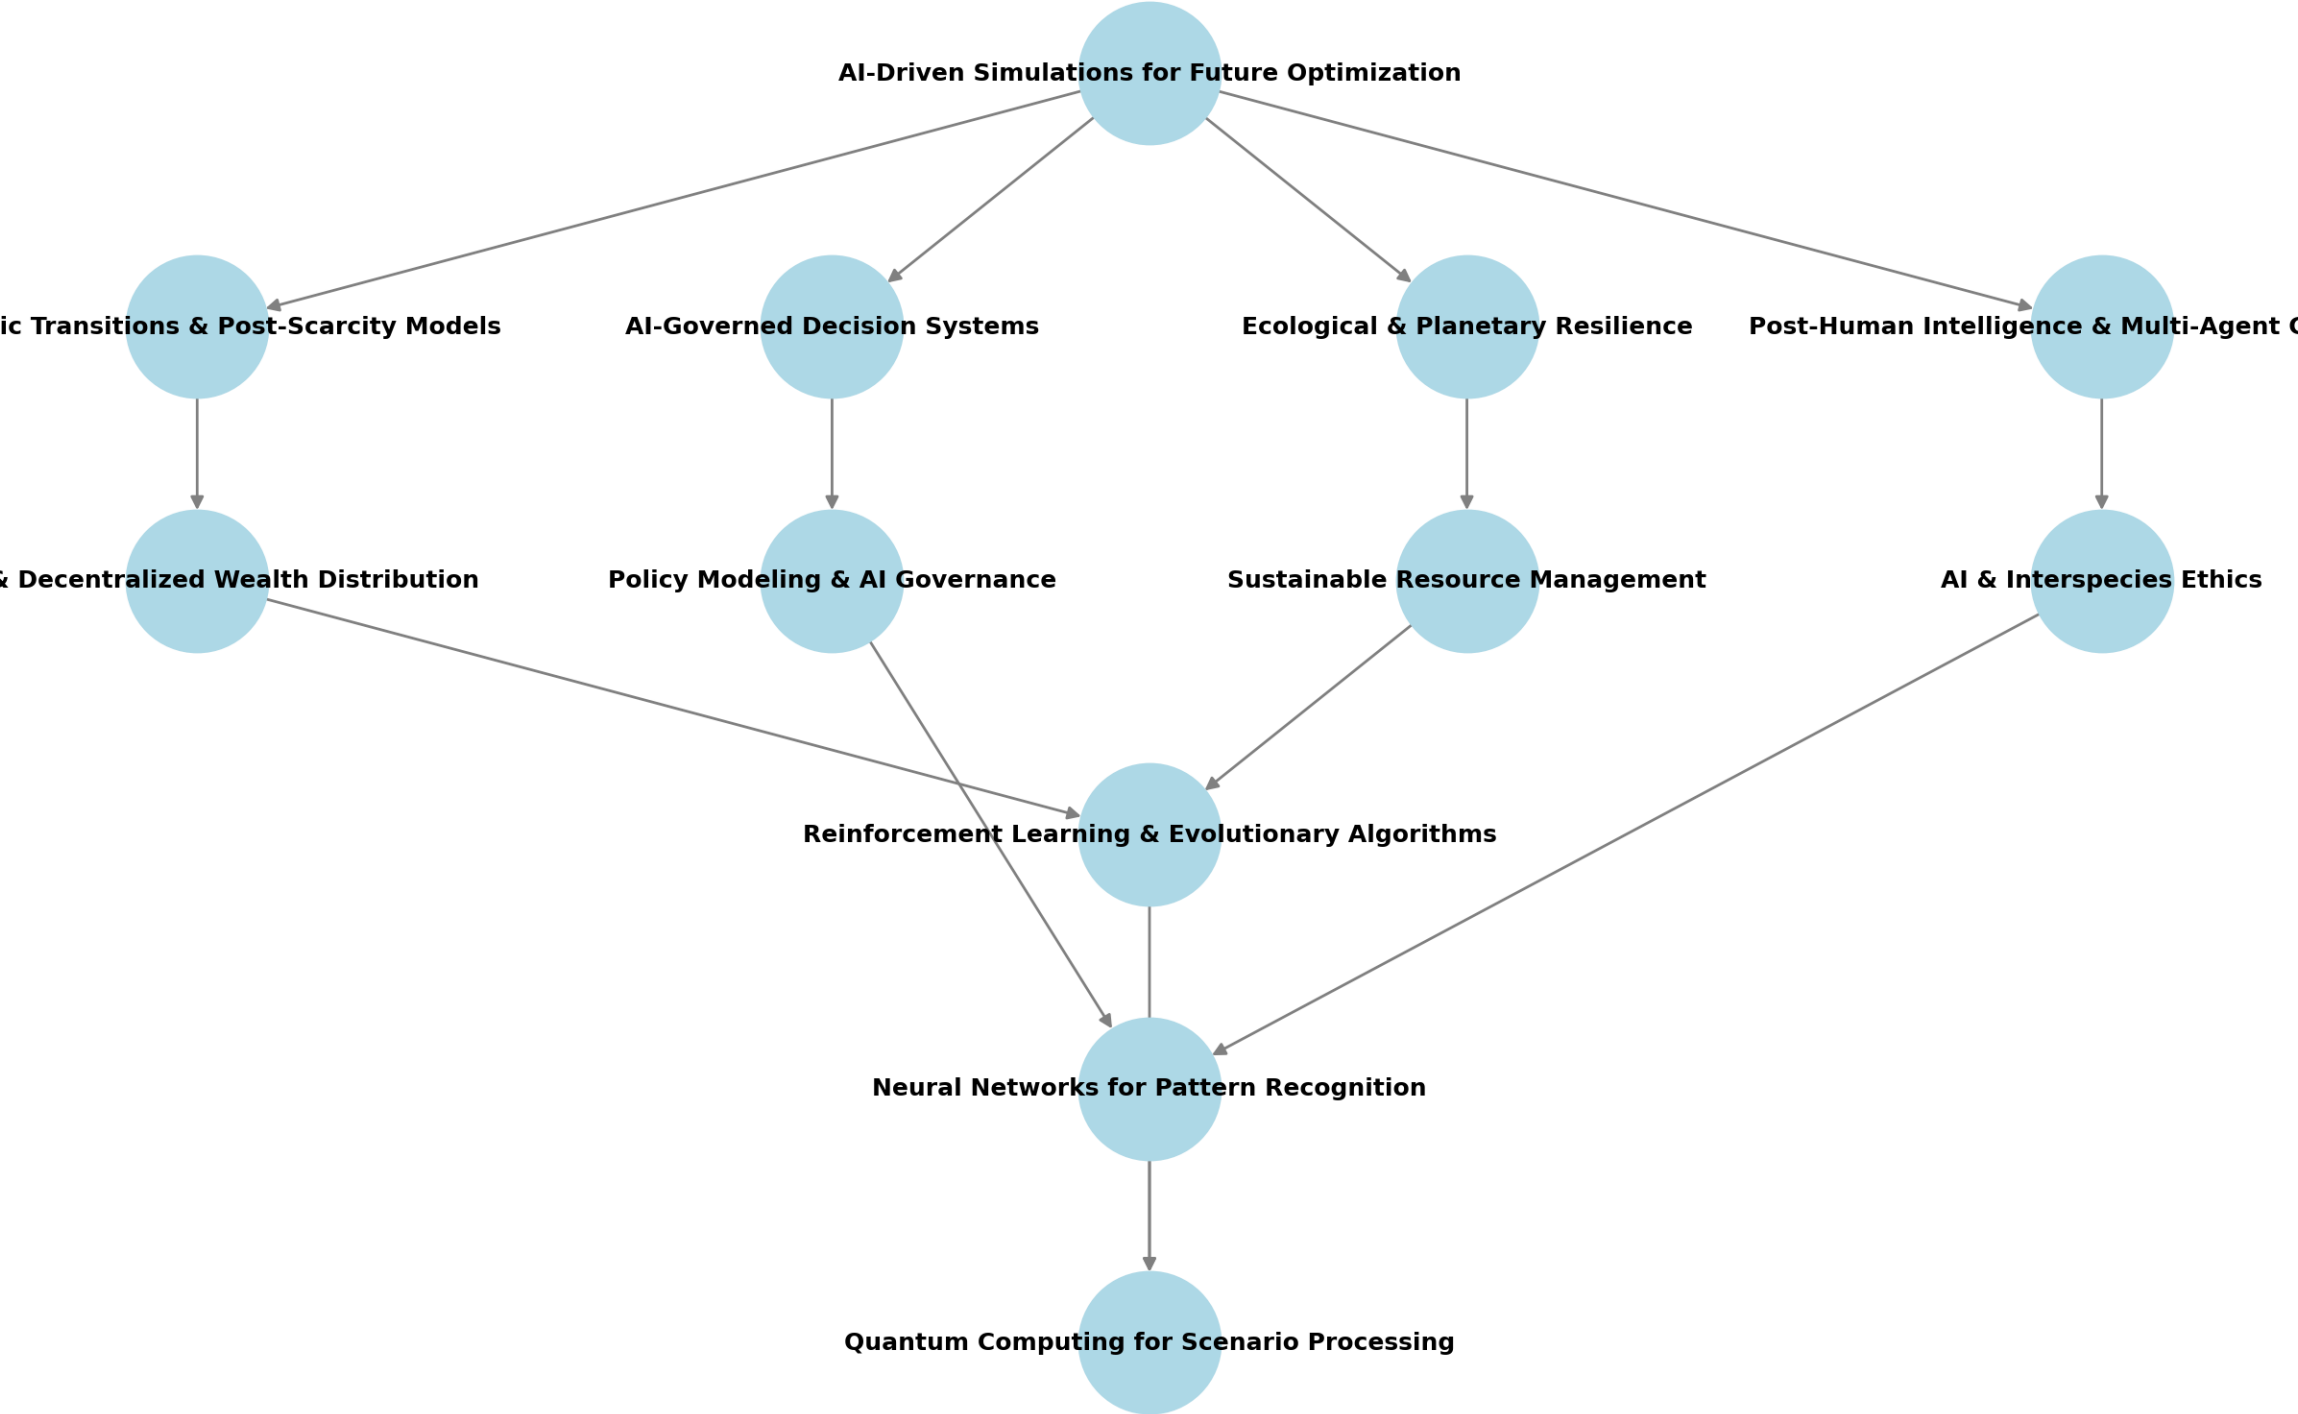 AI-Driven Simulations for Future Optimization
ic Transitions & Post-Scarcity Models
AI-Governed Decision Systems
Ecological & Planetary Resilience
Post-Human Intelligence & Multi-Agent
& Decentralized Wealth Distribution
Policy Modeling & AI Governance
Sustainable Resource Management
AI & Interspecies Ethics
Reinforcement Learning & Evolutionary Algorithms
Neural Networks for Pattern Recognition
Quantum Computing for Scenario Processing